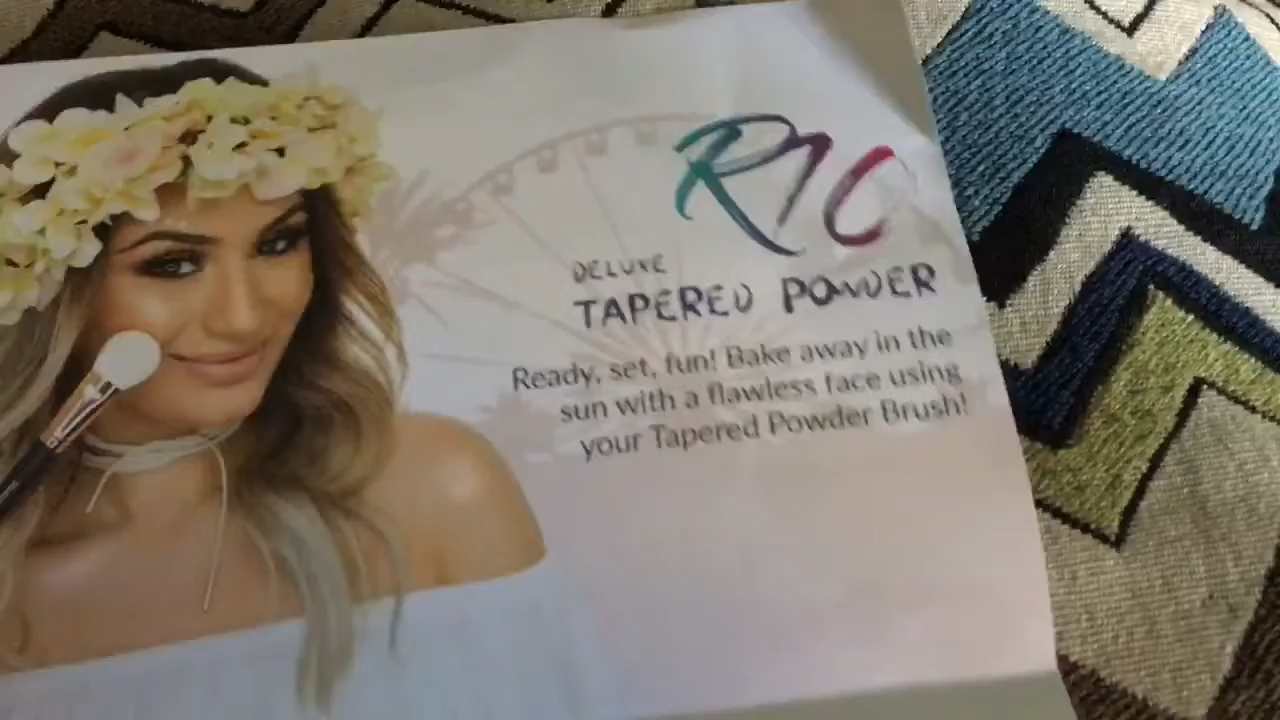 RIO
DELUXE
TAPERED POWDER
Ready, set, fun! Bake away in the
sun with a flawless face using
your Tapered Powder Brush!